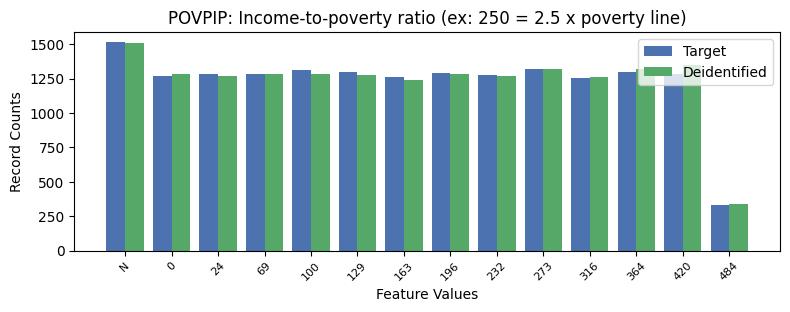 POVPIP: Income-to-poverty ratio (ex: 250 = 2.5 x poverty line)
Target
Deidentified
Record Counts
1500
1250
1000
750
500
250
0
N 0 24 69 100 129 163 196 232 273 316 364 420 484
Feature Values